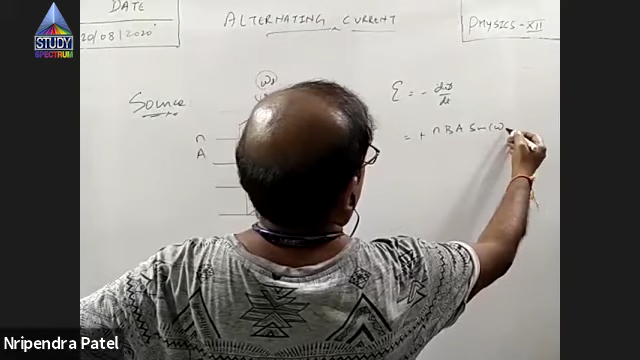 DATE
20/08/2020
ALTERNATING CURRENT
PHYSICS-XII
STUDY
SPECTRUM
Source
ω
n
A
ε = - dϕ/dt
= + n B A Sin(ω
Nripendra Patel